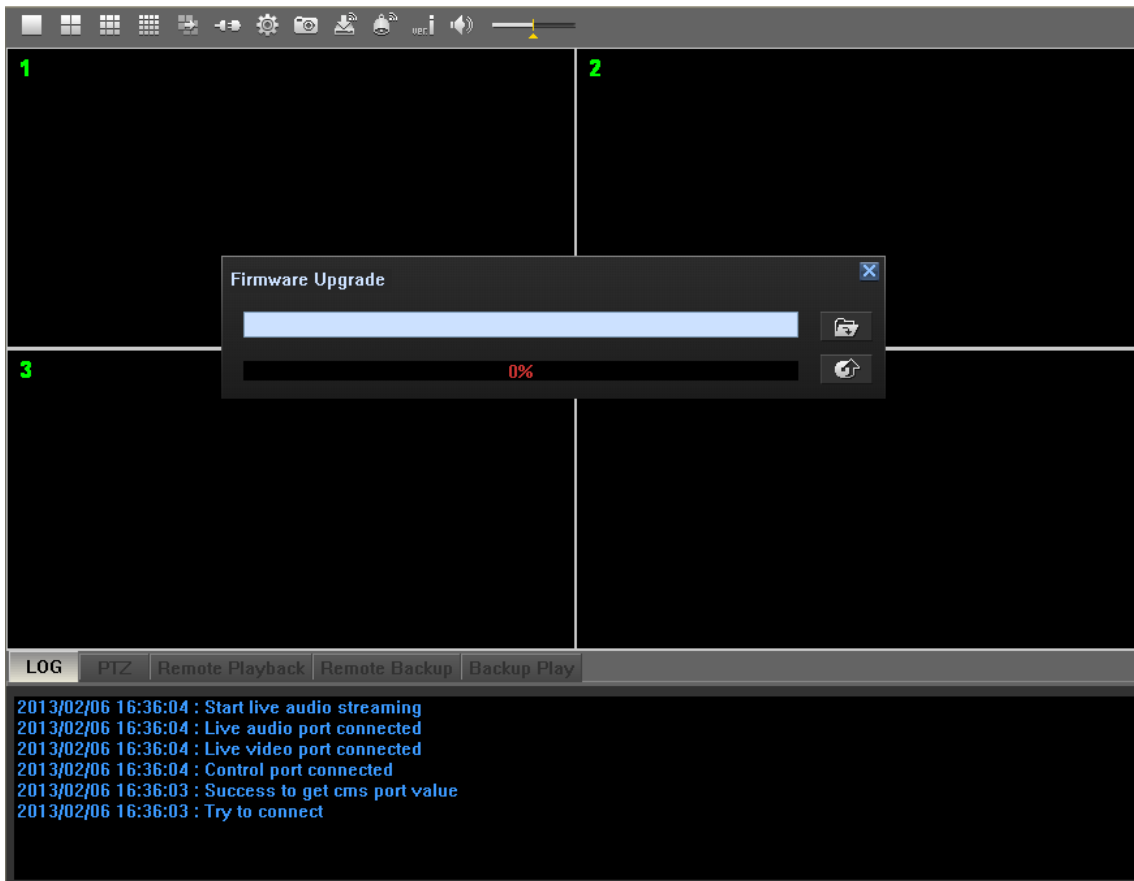 ver.i
1
2
Firmware Upgrade
0%
3
LOG PTZ Remote Playback Remote Backup Backup Play
2013/02/06 16:36:04 : Start live audio streaming
2013/02/06 16:36:04 : Live audio port connected
2013/02/06 16:36:04 : Live video port connected
2013/02/06 16:36:04 : Control port connected
2013/02/06 16:36:03 : Success to get cms port value
2013/02/06 16:36:03 : Try to connect